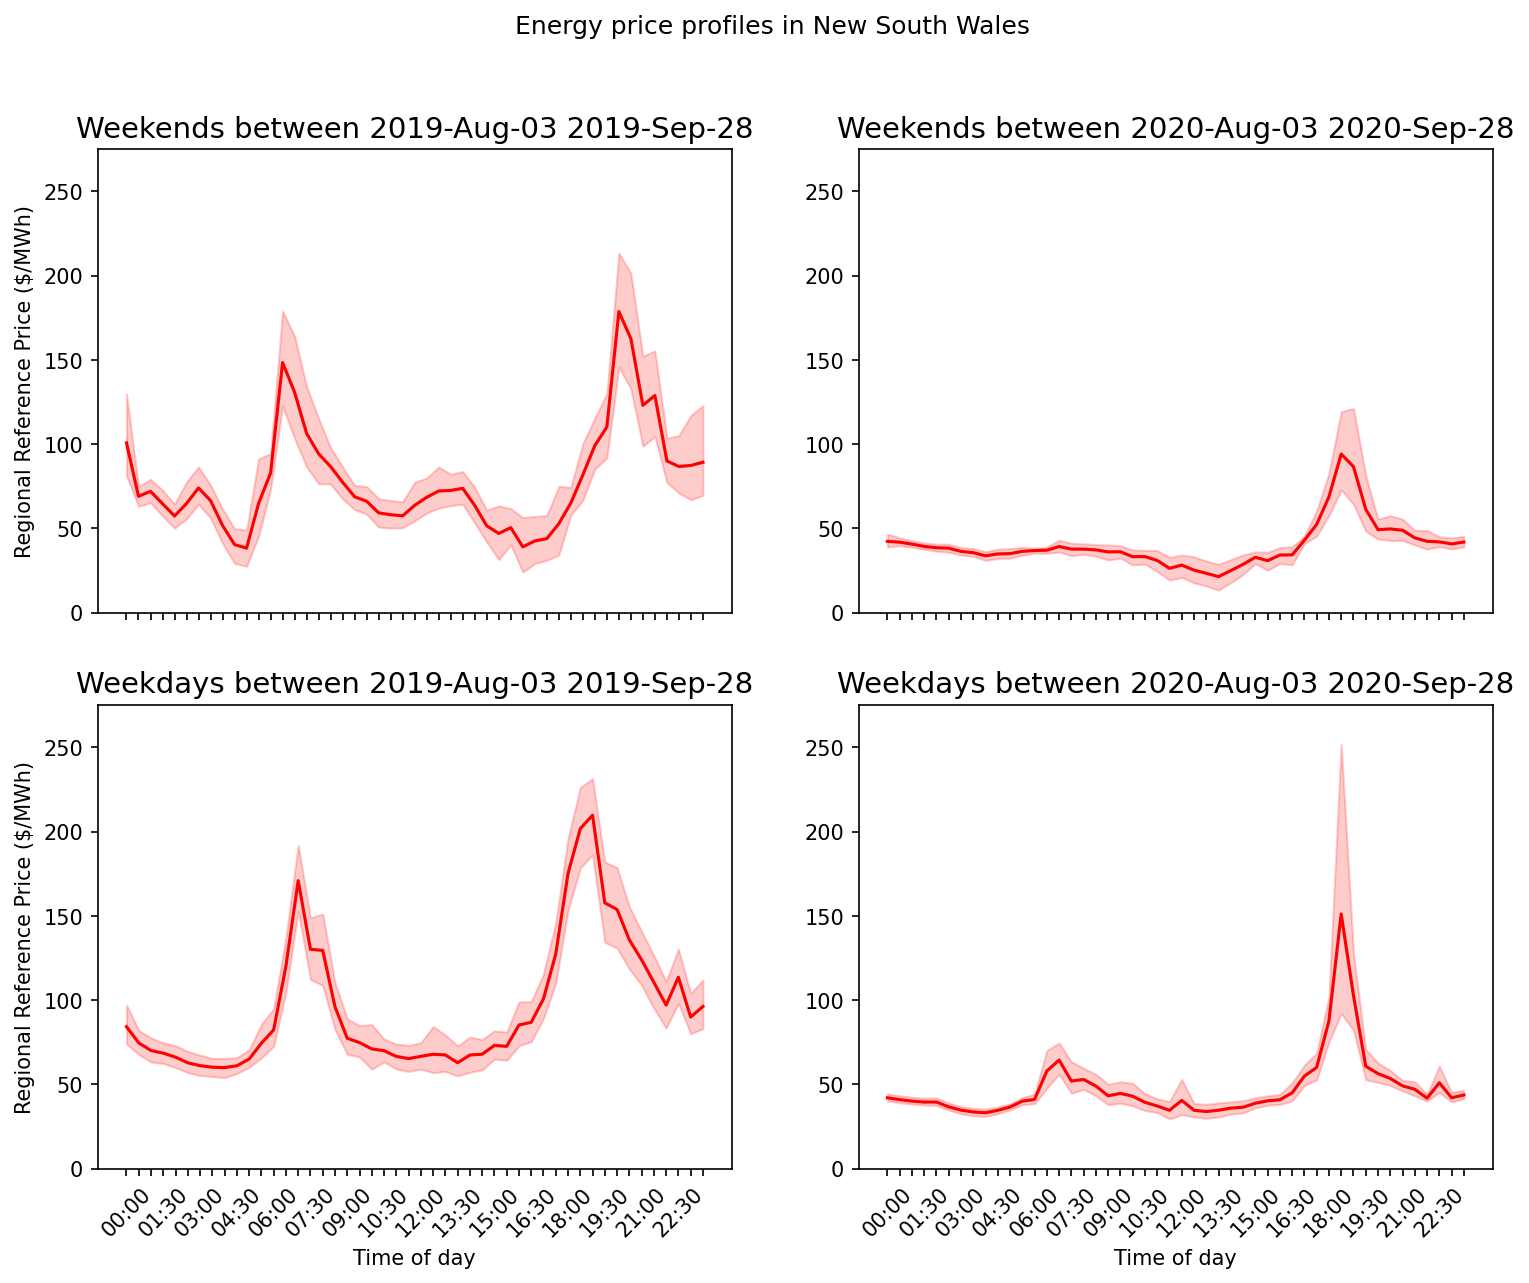 Energy price profiles in New South Wales
Weekends between 2019-Aug-03 2019-Sep-28
Weekends between 2020-Aug-03 2020-Sep-28
Regional Reference Price ($/MWh)
250
200
150
100
50
0
250
200
150
100
50
0
Weekdays between 2019-Aug-03 2019-Sep-28
Weekdays between 2020-Aug-03 2020-Sep-28
Regional Reference Price ($/MWh)
250
200
150
100
50
0
250
200
150
100
50
0
00:00 01:30 03:00 04:30 06:00 07:30 09:00 10:30 12:00 13:30 15:00 16:30 18:00 19:30 21:00 22:30
00:00 01:30 03:00 04:30 06:00 07:30 09:00 10:30 12:00 13:30 15:00 16:30 18:00 19:30 21:00 22:30
Time of day
Time of day